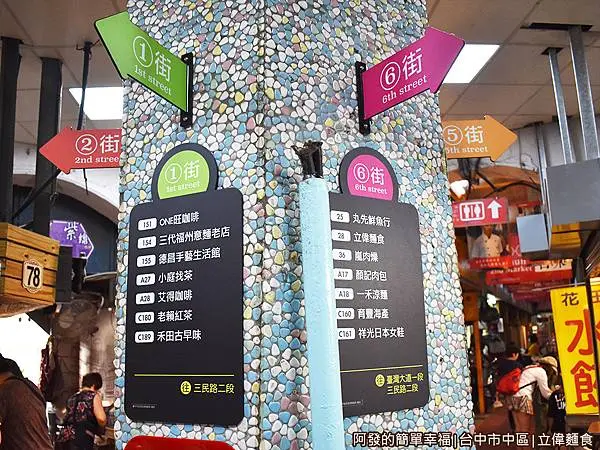 ①街
1st street
⑥街
6th street
②街
2nd street
⑤街
5th street
①街
1st street
151 ONE旺咖啡
154 三代福州意麵老店
155 德昌手藝生活館
A27 小庭找茶
A28 艾得咖啡
C180 老賴紅茶
C189 禾田古早味
往 三民路二段
⑥街
6th street
25 丸先鮮魚行
28 立偉麵食
36 嵐肉燥
A17 顏記肉包
A18 一禾涼麵
C160 育豐海產
C161 祥光日本女鞋
往 臺灣大道一段
三民路二段
78
水餃
阿發的簡單幸福|台中市中區|立偉麵食